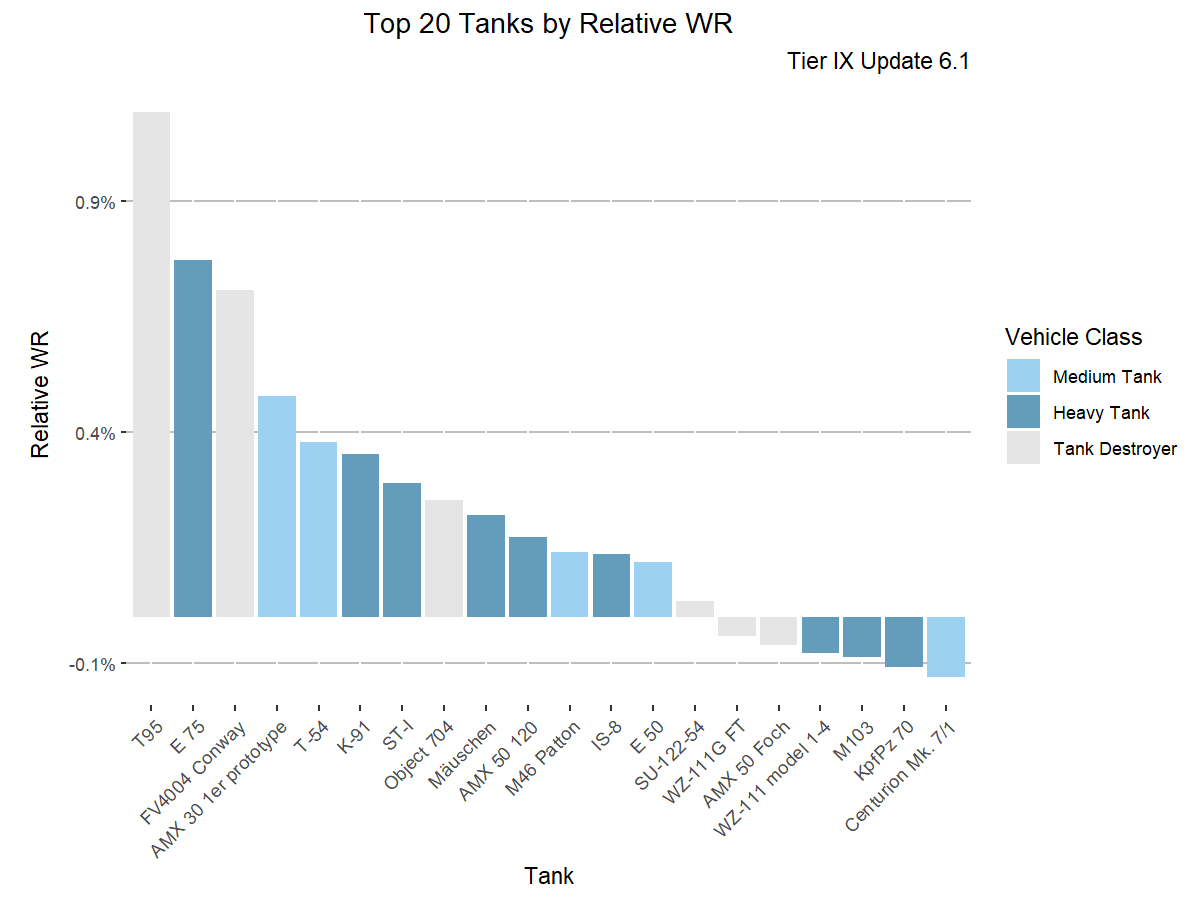 Top 20 Tanks by Relative WR
Tier IX Update 6.1
Relative WR
0.9%
0.4%
-0.1%
T95
E 75
FV4004 Conway
AMX 30 1er prototype
T-54
K-91
ST-I
Object 704
Mäuschen
AMX 50 120
M46 Patton
IS-8
E 50
SU-122-54
WZ-111G FT
AMX 50 Foch
WZ-111 model 1-4
M103
KpfPz 70
Centurion Mk. 7/1
Tank
Vehicle Class
Medium Tank
Heavy Tank
Tank Destroyer